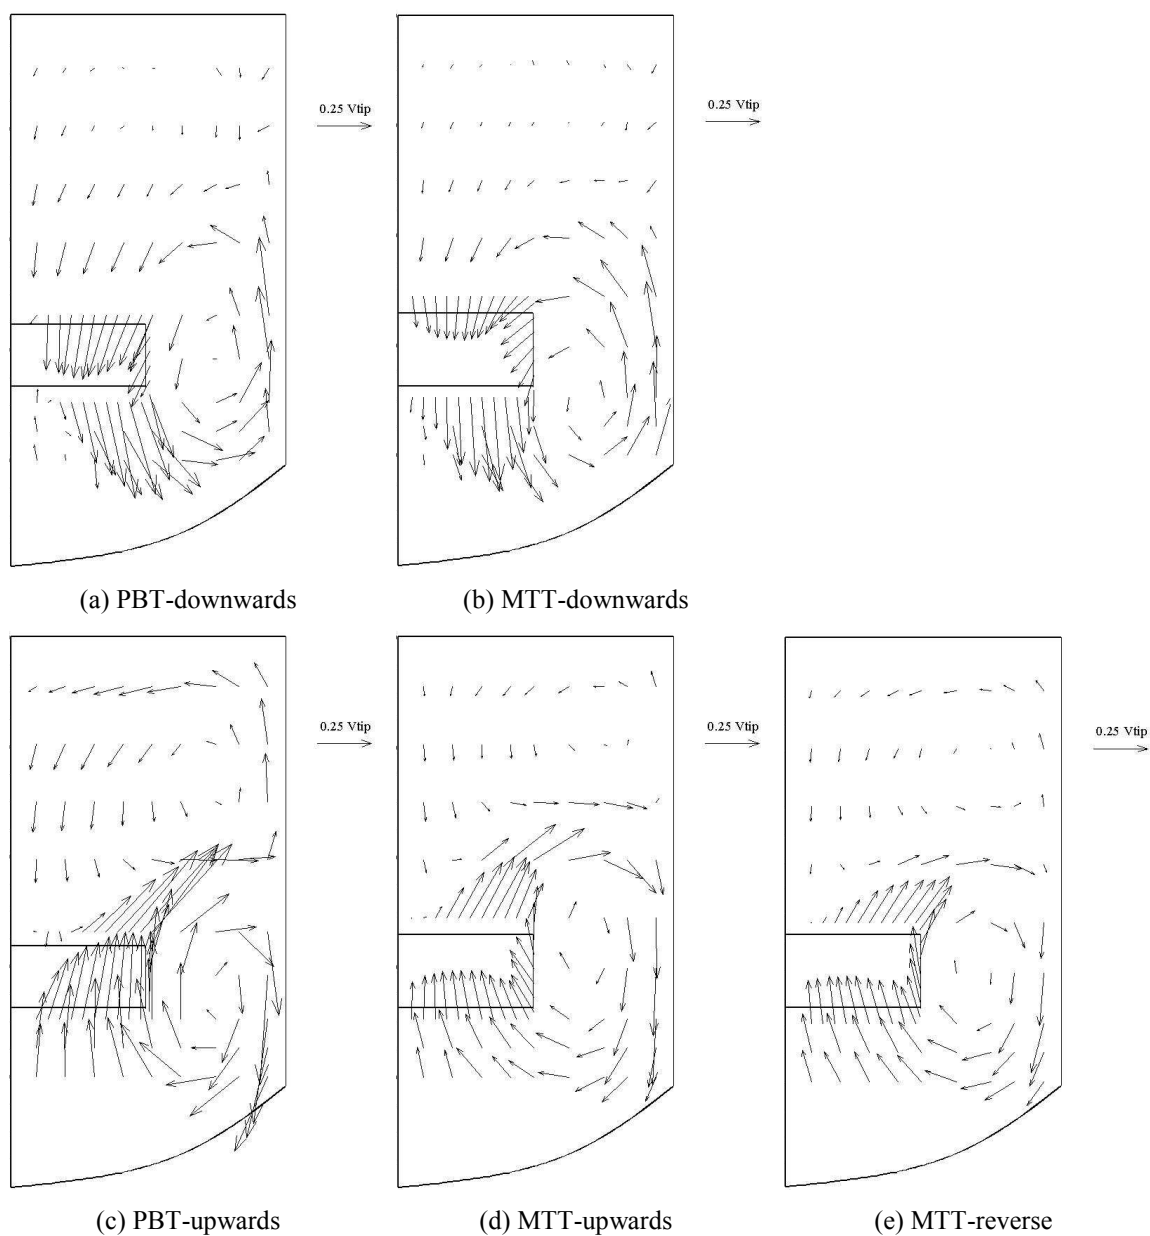 0.25 Vtip
0.25 Vtip
(a) PBT-downwards
(b) MTT-downwards
0.25 Vtip
0.25 Vtip
0.25 Vtip
(c) PBT-upwards
(d) MTT-upwards
(e) MTT-reverse